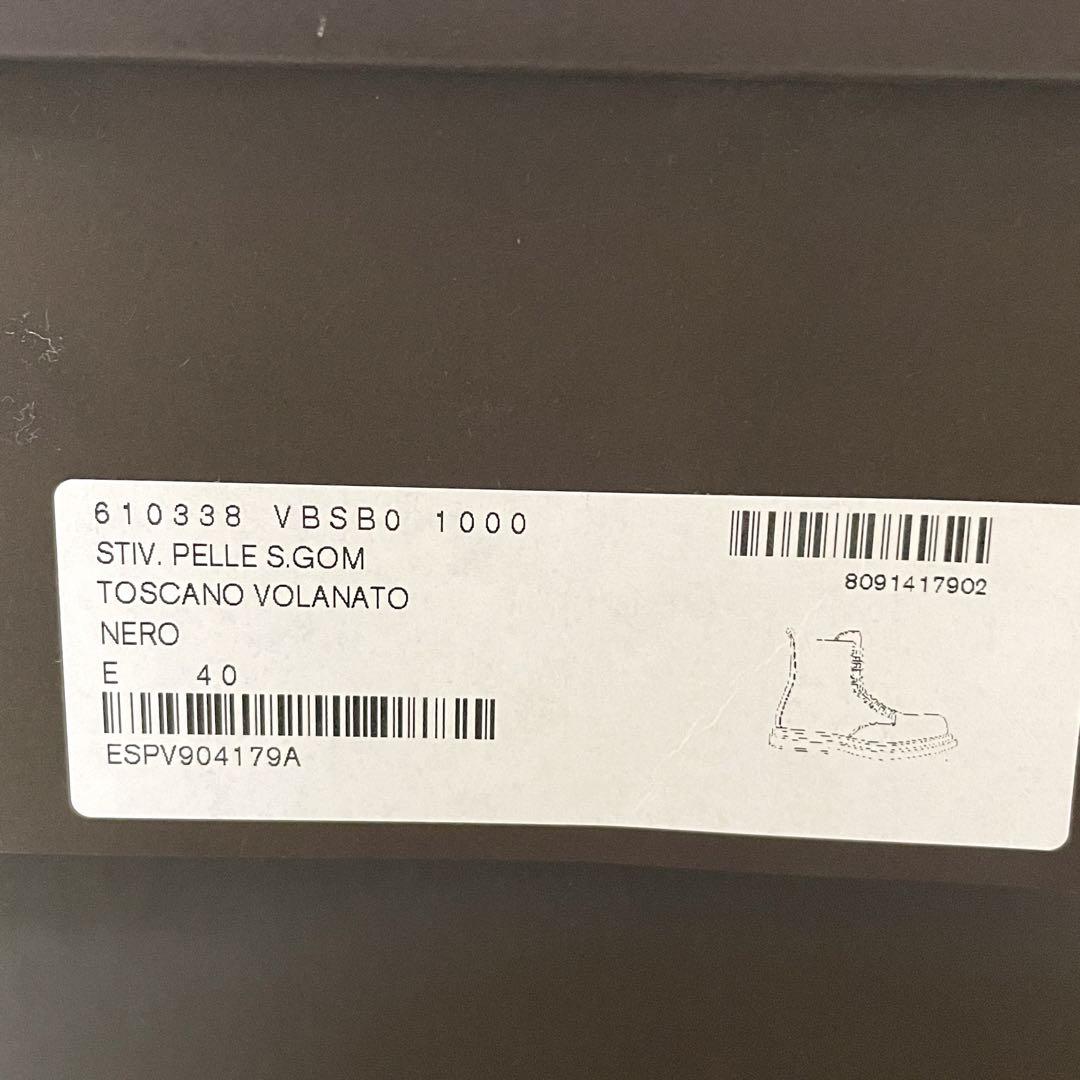 610338 VBSB0 1000
STIV. PELLE S.GOM
TOSCANO VOLANATO
NERO
E 40
ESPV904179A
8091417902